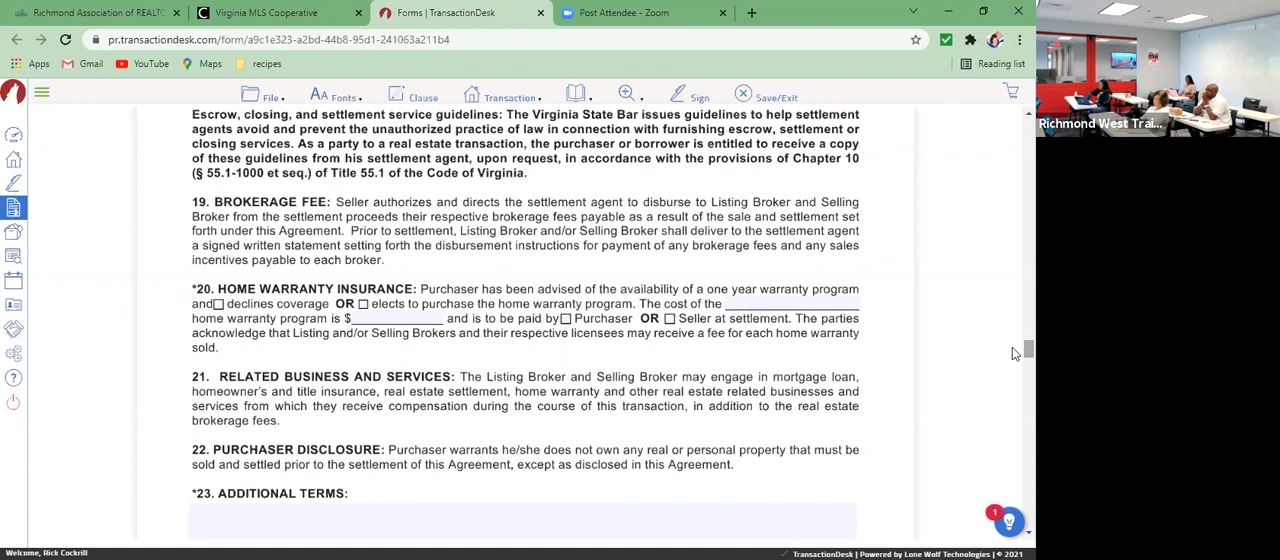 Richmond Association of REALTO
Virginia MLS Cooperative
Forms | TransactionDesk
Post Attendee - Zoom
pr.transactiondesk.com/form/a9c1e323-a2bd-44b8-95d1-241063a211b4
Apps
Gmail
YouTube
Maps
recipes
Reading list
File
Fonts
Clause
Transaction
Sign
Save/Exit
Richmond West Trai...
Escrow, closing, and settlement service guidelines: The Virginia State Bar issues guidelines to help settlement
agents avoid and prevent the unauthorized practice of law in connection with furnishing escrow, settlement or
closing services. As a party to a real estate transaction, the purchaser or borrower is entitled to receive a copy
of these guidelines from his settlement agent, upon request, in accordance with the provisions of Chapter 10
(§ 55.1-1000 et seq.) of Title 55.1 of the Code of Virginia.
19. BROKERAGE FEE: Seller authorizes and directs the settlement agent to disburse to Listing Broker and Selling
Broker from the settlement proceeds their respective brokerage fees payable as a result of the sale and settlement set
forth under this Agreement. Prior to settlement, Listing Broker and/or Selling Broker shall deliver to the settlement agent
a signed written statement setting forth the disbursement instructions for payment of any brokerage fees and any sales
incentives payable to each broker.
*20. HOME WARRANTY INSURANCE: Purchaser has been advised of the availability of a one year warranty program
and declines coverage OR elects to purchase the home warranty program. The cost of the
home warranty program is $ and is to be paid by Purchaser OR Seller at settlement. The parties
acknowledge that Listing and/or Selling Brokers and their respective licensees may receive a fee for each home warranty
sold.
21. RELATED BUSINESS AND SERVICES: The Listing Broker and Selling Broker may engage in mortgage loan,
homeowner's and title insurance, real estate settlement, home warranty and other real estate related businesses and
services from which they receive compensation during the course of this transaction, in addition to the real estate
brokerage fees.
22. PURCHASER DISCLOSURE: Purchaser warrants he/she does not own any real or personal property that must be
sold and settled prior to the settlement of this Agreement, except as disclosed in this Agreement.
*23. ADDITIONAL TERMS:
1
Welcome, Rick Cockrill
TransactionDesk | Powered by Lone Wolf Technologies | © 2021